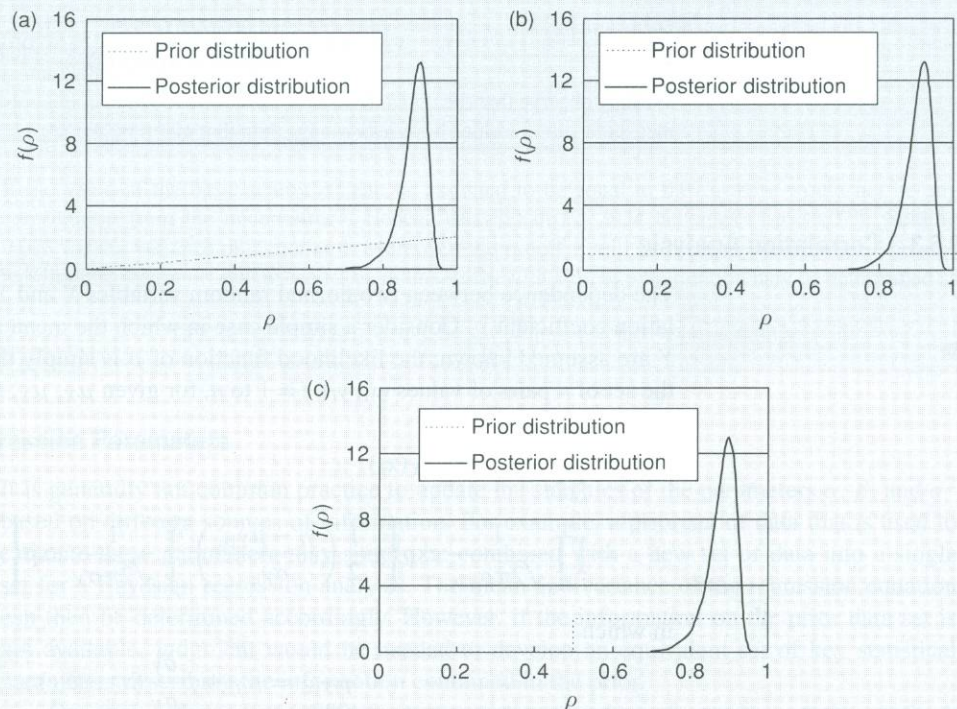 (a)
16
12
8
4
0
f(ρ)
Prior distribution
Posterior distribution
0 0.2 0.4 0.6 0.8 1
ρ
(b)
16
12
8
4
0
f(ρ)
Prior distribution
Posterior distribution
0 0.2 0.4 0.6 0.8 1
ρ
(c)
16
12
8
4
0
f(ρ)
Prior distribution
Posterior distribution
0 0.2 0.4 0.6 0.8 1
ρ